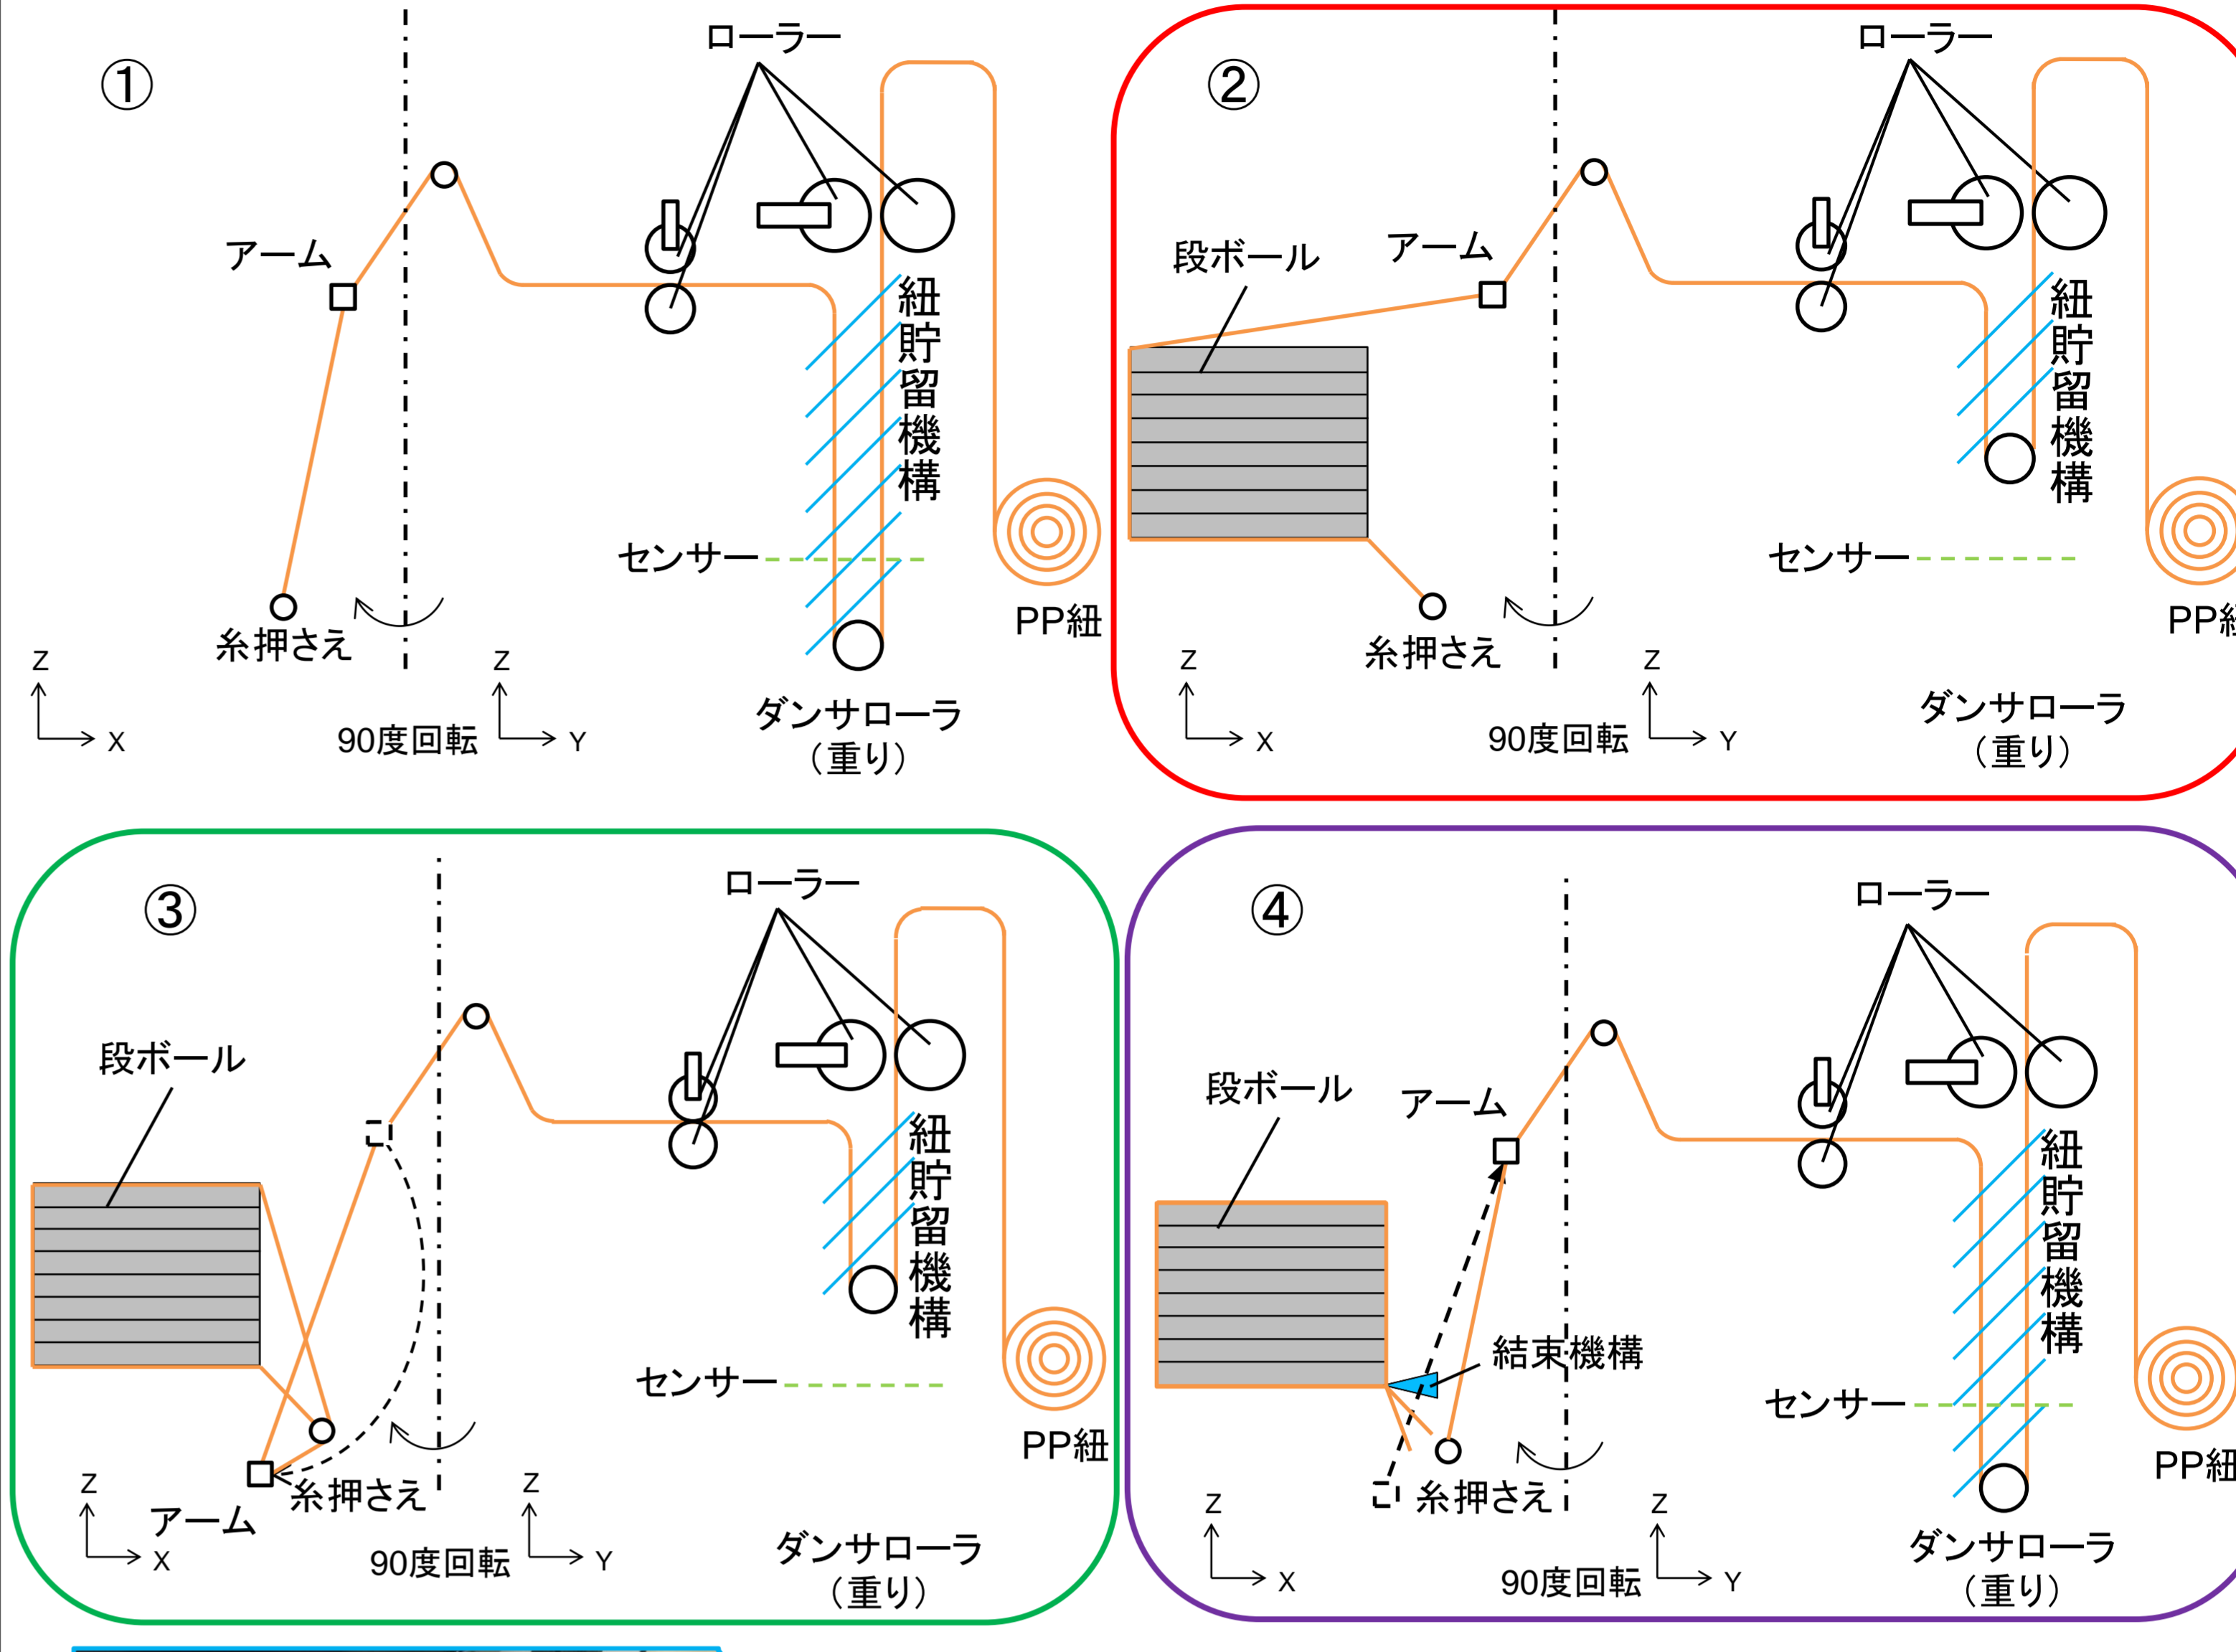 ①
ローラー
アーム
紐貯留機構
センサー
PP紐
糸押さえ
Z
X
90度回転
Z
Y
ダンサローラ
（重り）
②
ローラー
段ボール
アーム
紐貯留機構
センサー
PP紐
糸押さえ
Z
X
90度回転
Z
Y
ダンサローラ
（重り）
③
ローラー
段ボール
紐貯留機構
センサー
PP紐
糸押さえ
アーム
Z
X
90度回転
Z
Y
ダンサローラ
（重り）
④
ローラー
段ボール
アーム
紐貯留機構
結束機構
センサー
PP紐
糸押さえ
Z
X
90度回転
Z
Y
ダンサローラ
（重り）